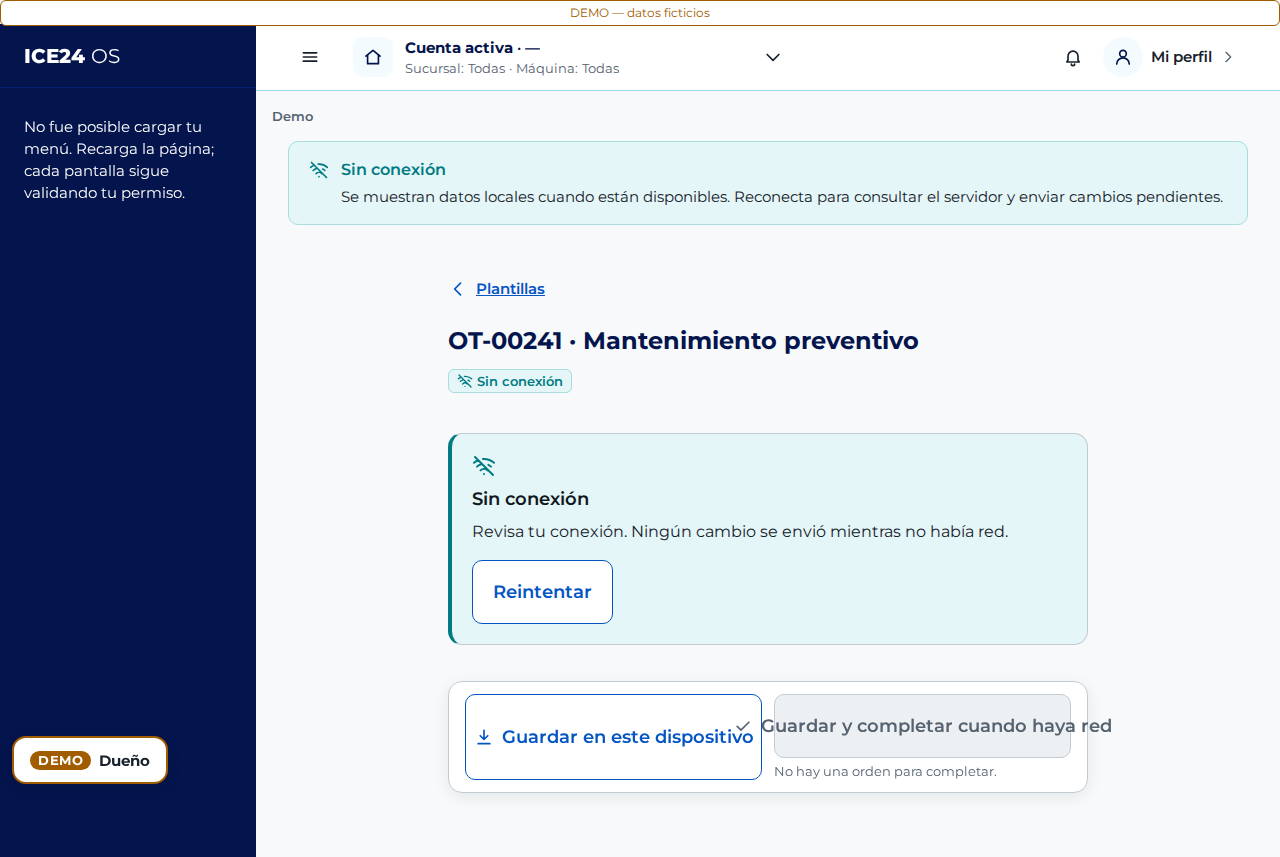 DEMO — datos ficticios
ICE24 OS
Cuenta activa · —
Sucursal: Todas · Máquina: Todas
Mi perfil
No fue posible cargar tu
menú. Recarga la página;
cada pantalla sigue
validando tu permiso.
Demo
Sin conexión
Se muestran datos locales cuando están disponibles. Reconecta para consultar el servidor y enviar cambios pendientes.
Plantillas
OT-00241 · Mantenimiento preventivo
Sin conexión
Sin conexión
Revisa tu conexión. Ningún cambio se envió mientras no había red.
Reintentar
Guardar en este dispositivo
Guardar y completar cuando haya red
No hay una orden para completar.
DEMO Dueño